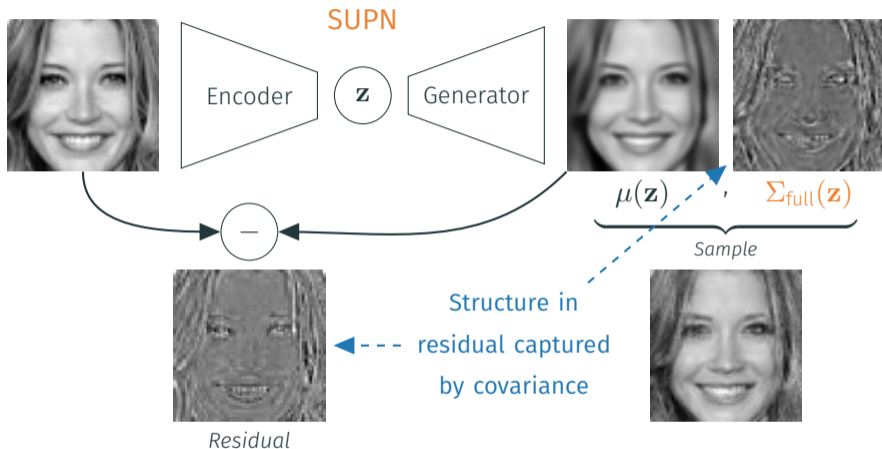 SUPN
Encoder
z
Generator
μ(z) , Σfull(z)
−
Sample
Structure in
residual captured
by covariance
Residual